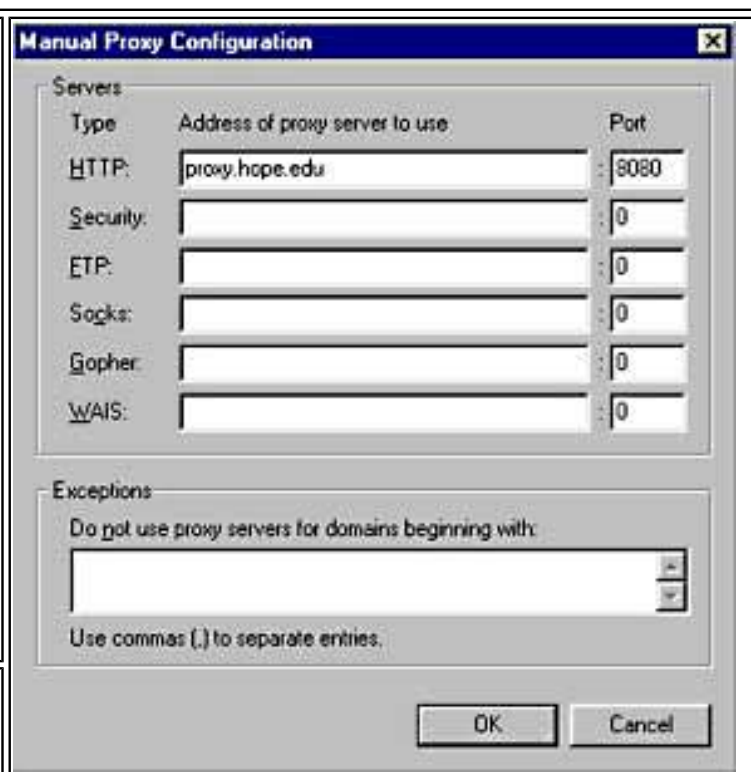 Manual Proxy Configuration
Servers
Type Address of proxy server to use Port
HTTP: proxy.hope.edu : 8080
Security: : 0
FTP: : 0
Socks: : 0
Gopher: : 0
WAIS: : 0
Exceptions
Do not use proxy servers for domains beginning with:
Use commas (,) to separate entries.
OK Cancel